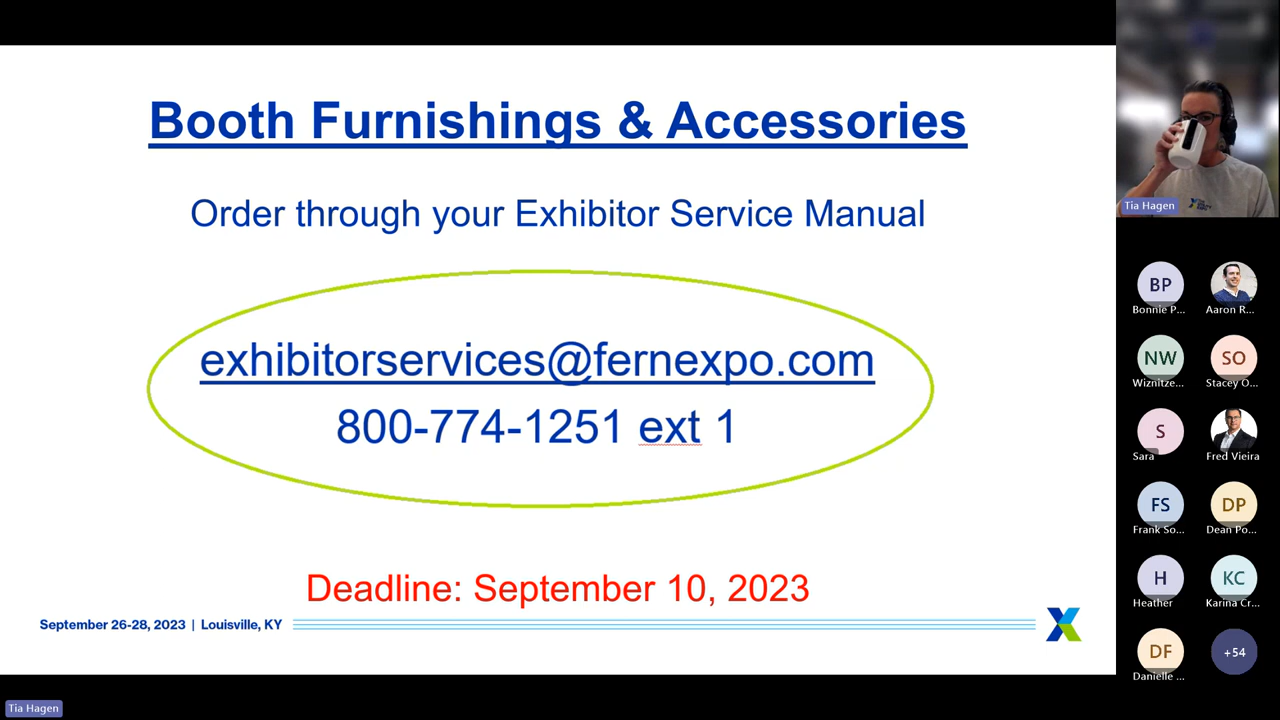 Booth Furnishings & Accessories
Order through your Exhibitor Service Manual
exhibitorservices@fernexpo.com
800-774-1251 ext 1
Deadline: September 10, 2023
September 26-28, 2023 | Louisville, KY
Tia Hagen
Tia Hagen
BP
Bonnie P...
Aaron R...
NW
Wiznitze...
SO
Stacey O...
S
Sara
Fred Vieira
FS
Frank So...
DP
Dean Po...
H
Heather
KC
Karina Cr...
DF
Danielle ...
+54